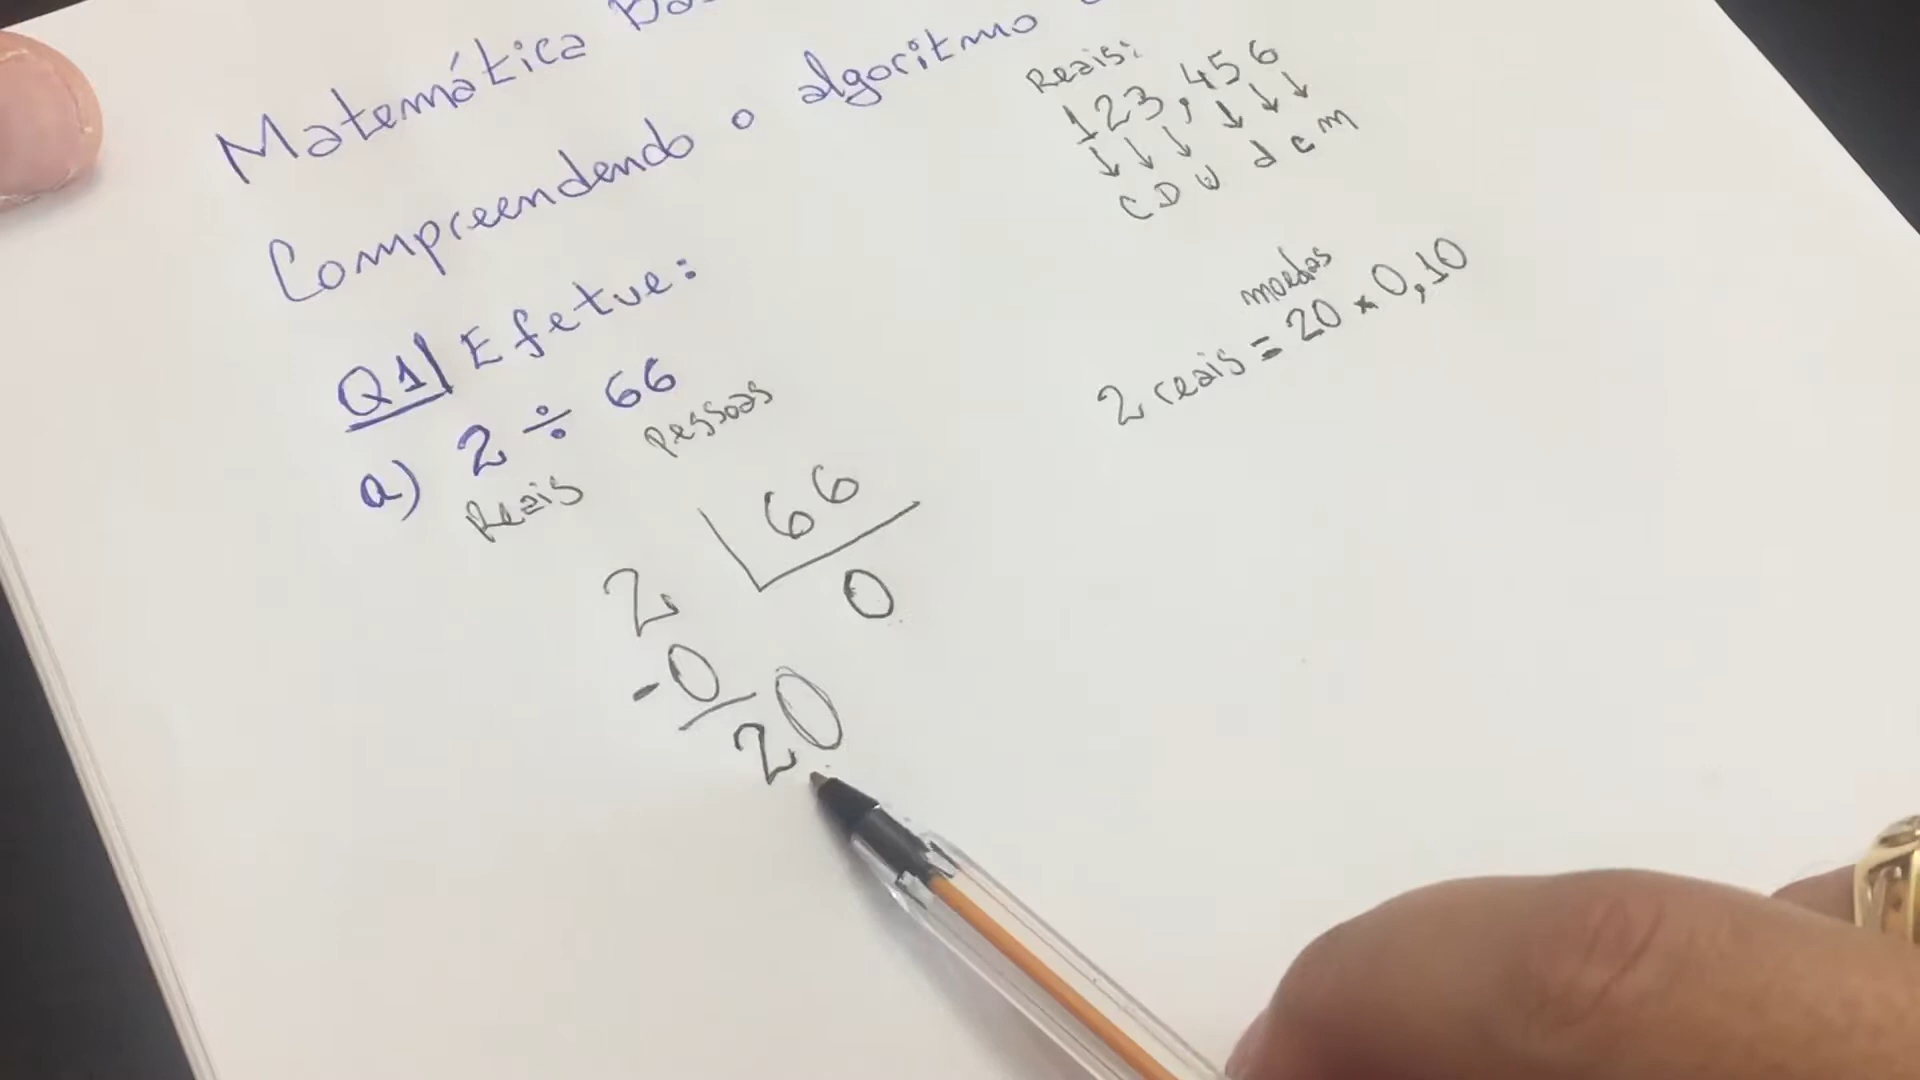 Matemática
Compreendendo o algoritmo
Q1| Efetue:
a) 2 ÷ 66
Reais Pessoas
2 66
0
-0
20
Reais:
123,456
C D U d c m
moedas
2 reais = 20 × 0,10